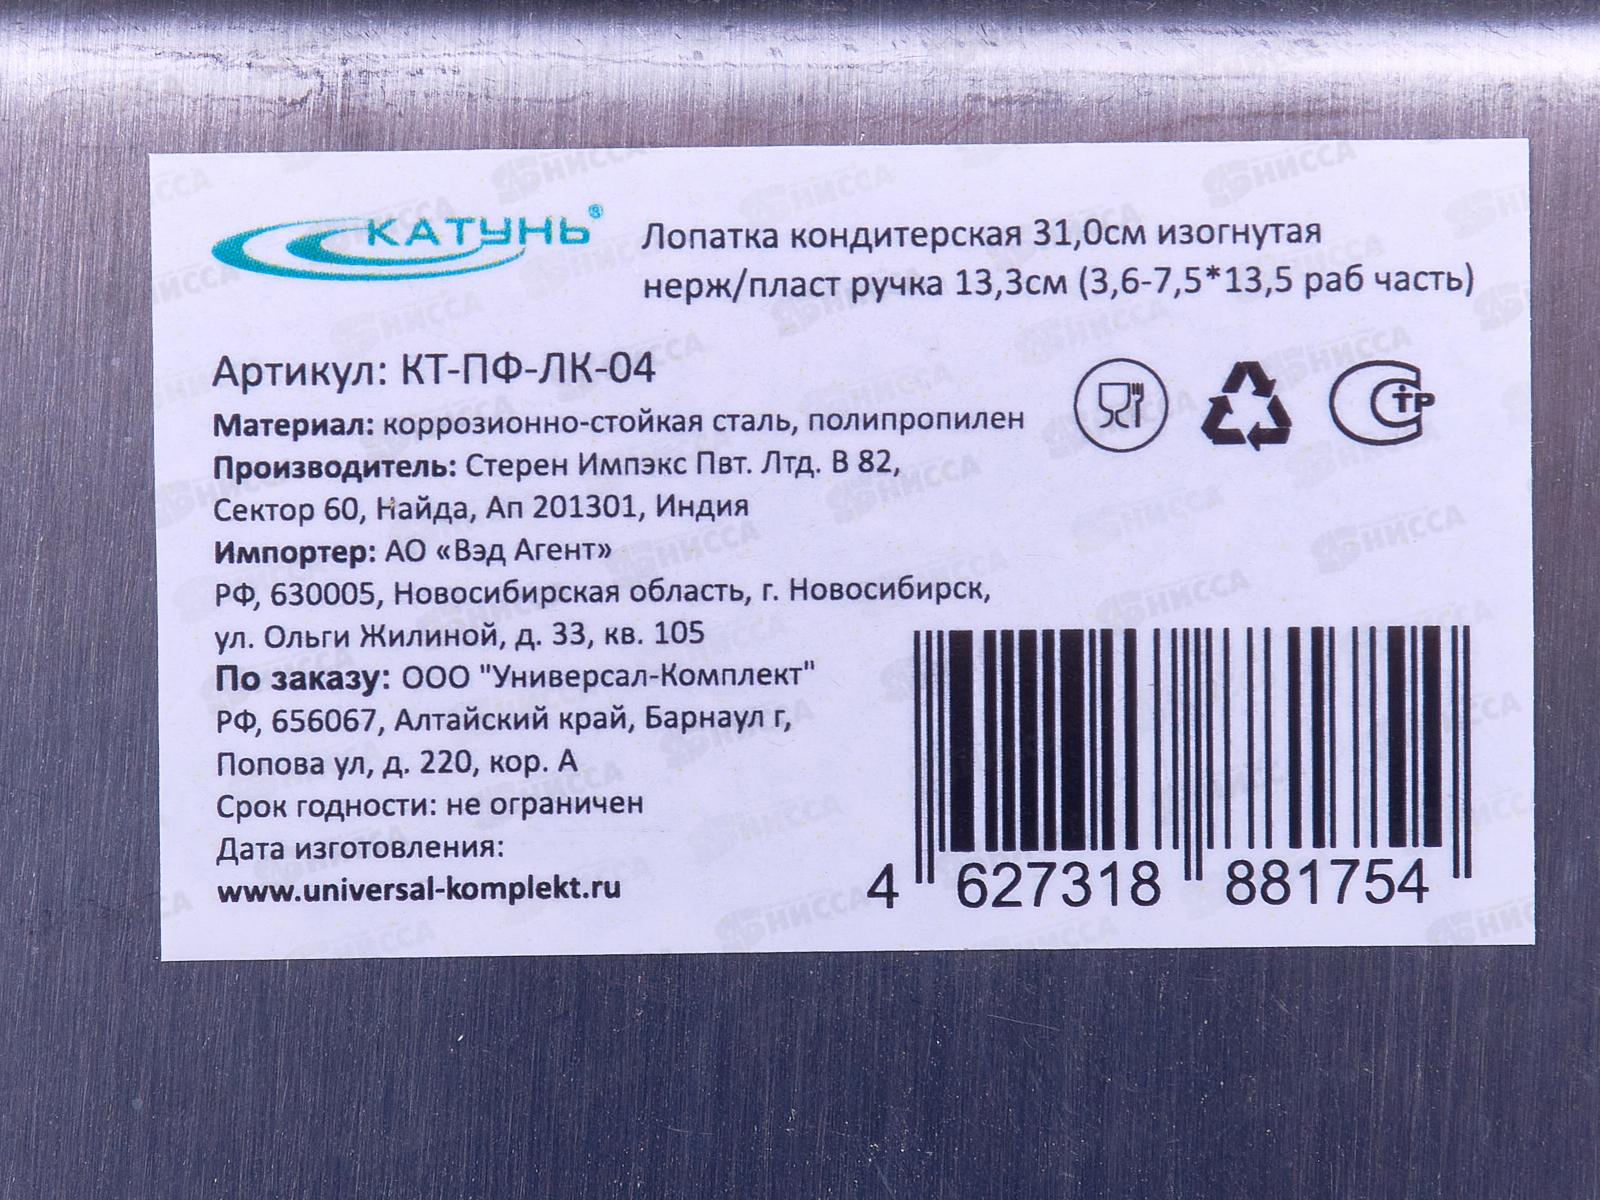 КАТУНЬ®
Лопатка кондитерская 31,0см изогнутая
нерж/пласт ручка 13,3см (3,6-7,5*13,5 раб часть)
Артикул: КТ-ПФ-ЛК-04
Материал: коррозионно-стойкая сталь, полипропилен
Производитель: Стерен Импэкс Пвт. Лтд. В 82,
Сектор 60, Найда, Ап 201301, Индия
Импортер: АО «Вэд Агент»
РФ, 630005, Новосибирская область, г. Новосибирск,
ул. Ольги Жилиной, д. 33, кв. 105
По заказу: ООО "Универсал-Комплект"
РФ, 656067, Алтайский край, Барнаул г,
Попова ул, д. 220, кор. А
Срок годности: не ограничен
Дата изготовления:
www.universal-komplekt.ru
СТР
4 627318 881754
НИССА